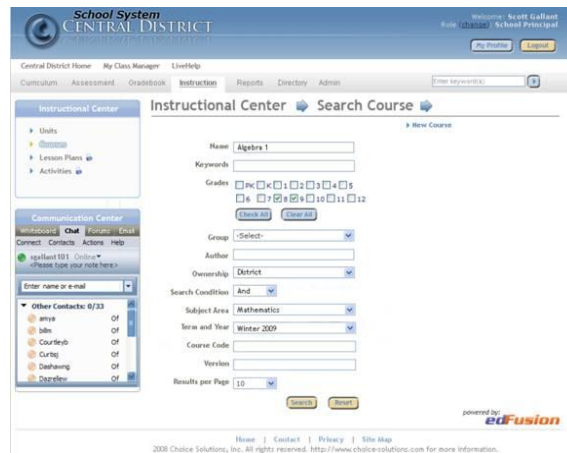 School System
CENTRAL DISTRICT
Welcome: Scott Gallant
Role (change): School Principal
My Profile Logout
Central District Home My Class Manager LiveHelp
Curriculum Assessment Gradebook Instruction Reports Directory Admin
Enter keyword(s)
Instructional Center
Units
Courses
Lesson Plans
Activities
Communication Center
Whiteboard Chat Forums Email
Connect Contacts Actions Help
sgallant101 Online
<Please type your note here>
Enter name or e-mail
Other Contacts: 0/33
amya Of
billm Of
Courtleyb Of
Curtisj Of
Dashawng Of
Dazrellew Of
Instructional Center Search Course
New Course
Name Algebra 1
Keywords
Grades PK K 1 2 3 4 5
6 7 8 9 10 11 12
Check All Clear All
Group -Select-
Author
Ownership District
Search Condition And
Subject Area Mathematics
Term and Year Winter 2009
Course Code
Version
Results per Page 10
Search Reset
powered by:
edFusion
Home | Contact | Privacy | Site Map
2008 Choice Solutions, Inc. All rights reserved. http://www.choice-solutions.com for more information.